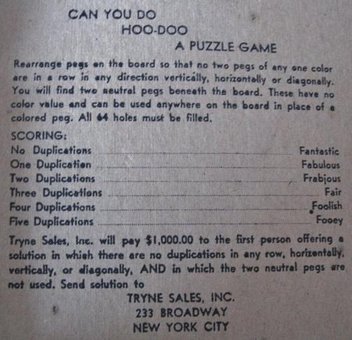 CAN YOU DO
HOO-DOO
A PUZZLE GAME
Rearrange pegs on the board so that no two pegs of any one color
are in a row in any direction vertically, horizontally or diagonally.
You will find two neutral pegs beneath the board. These have no
color value and can be used anywhere on the board in place of a
colored peg. All 64 holes must be filled.
SCORING:
No Duplications Fantastic
One Duplication Fabulous
Two Duplications Frabjous
Three Duplications Fair
Four Duplications Foolish
Five Duplications Fooey
Tryne Sales, Inc. will pay $1,000.00 to the first person offering a
solution in which there are no duplications in any row, horizontally,
vertically, or diagonally, AND in which the two neutral pegs are
not used. Send solution to
TRYNE SALES, INC.
233 BROADWAY
NEW YORK CITY